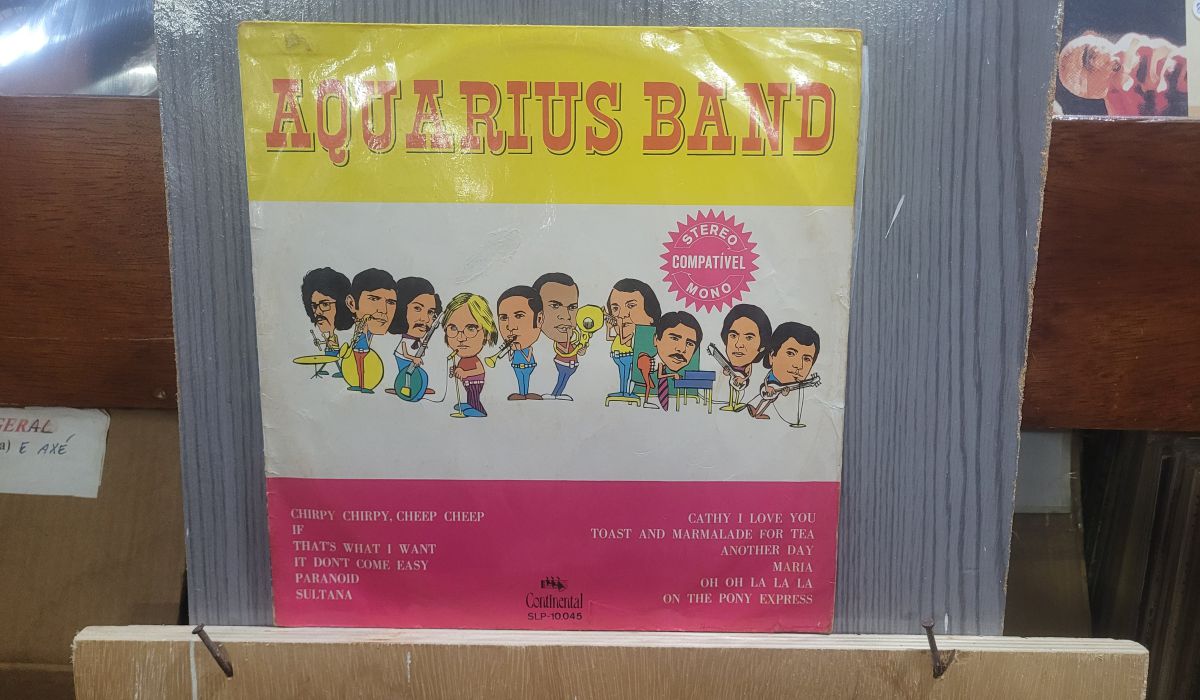 AQUARIUS BAND
STEREO
COMPATÍVEL
MONO
CHIRPY CHIRPY, CHEEP CHEEP
IF
THAT'S WHAT I WANT
IT DON'T COME EASY
PARANOID
SULTANA
CATHY I LOVE YOU
TOAST AND MARMALADE FOR TEA
ANOTHER DAY
MARIA
OH OH LA LA LA
ON THE PONY EXPRESS
Continental
SLP-10.045
GERAL
E AXÉ